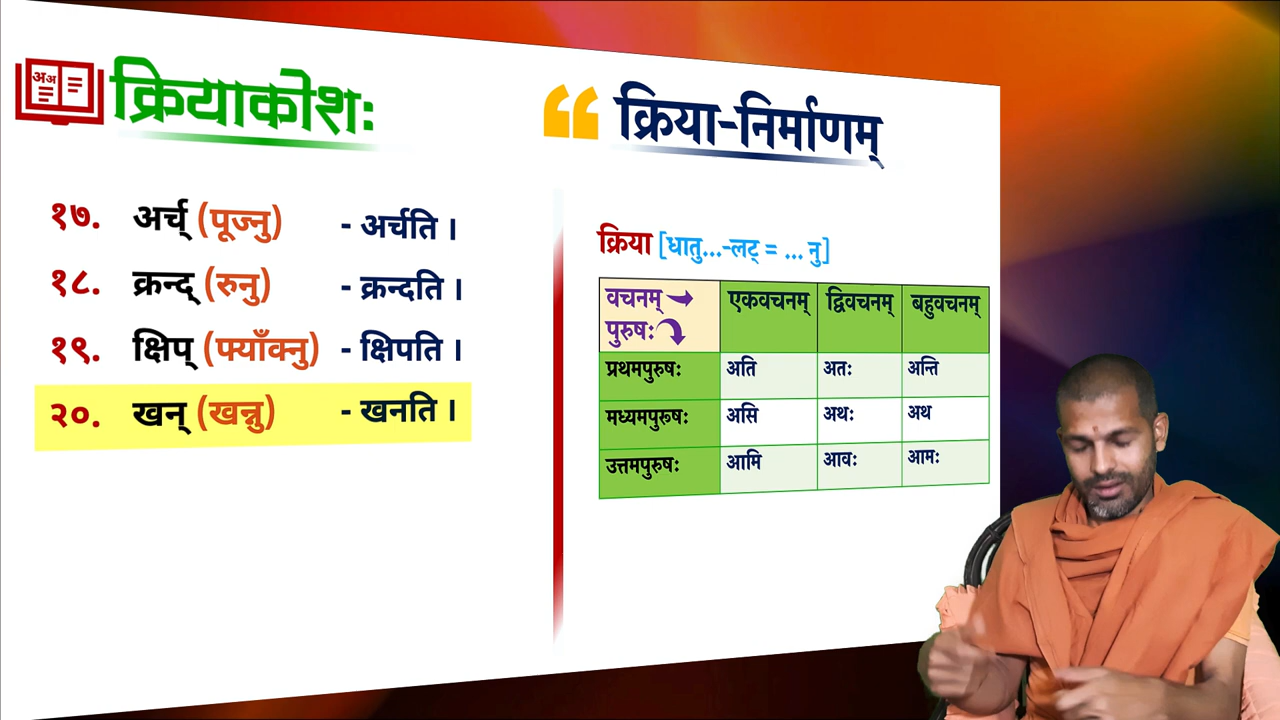 अअ
क्रियाकोशः
१७. अर्च् (पूज्नु) - अर्चति ।
१८. क्रन्द् (रुनु) - क्रन्दति ।
१९. क्षिप् (फ्याँक्नु) - क्षिपति ।
२०. खन् (खन्नु) - खनति ।
“ क्रिया-निर्माणम्
क्रिया [धातु...-लट् = ... नु]
वचनम् → एकवचनम् द्विवचनम् बहुवचनम्
पुरुषः
प्रथमपुरुषः अति अतः अन्ति
मध्यमपुरूषः असि अथः अथ
उत्तमपुरुषः आमि आवः आमः